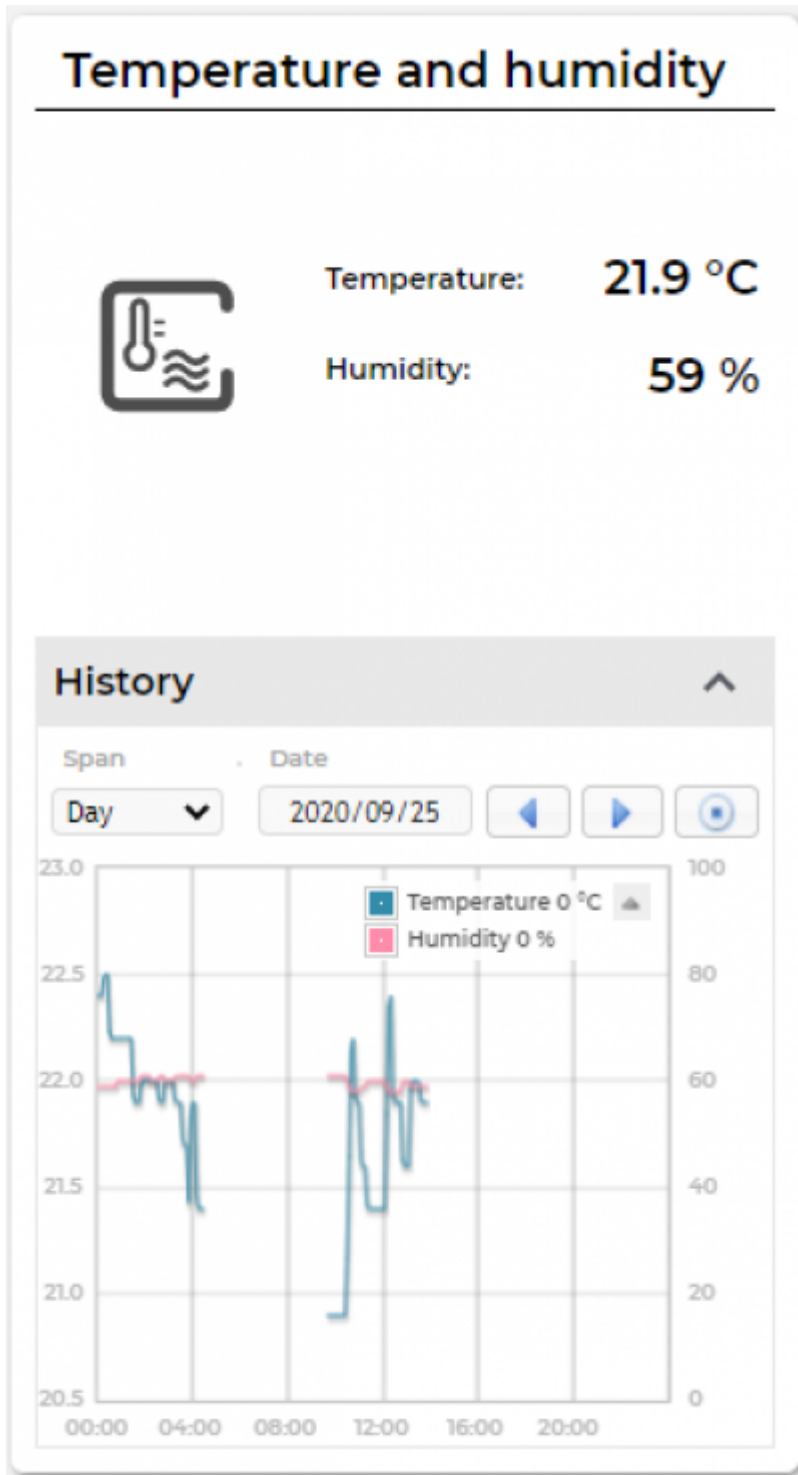 Temperature and humidity
Temperature: 21.9 °C
Humidity: 59 %
History
Span . Date
Day 2020/09/25
23.0 100
Temperature 0 °C
Humidity 0 %
22.5 80
22.0 60
21.5 40
21.0 20
20.5 0
00:00 04:00 08:00 12:00 16:00 20:00